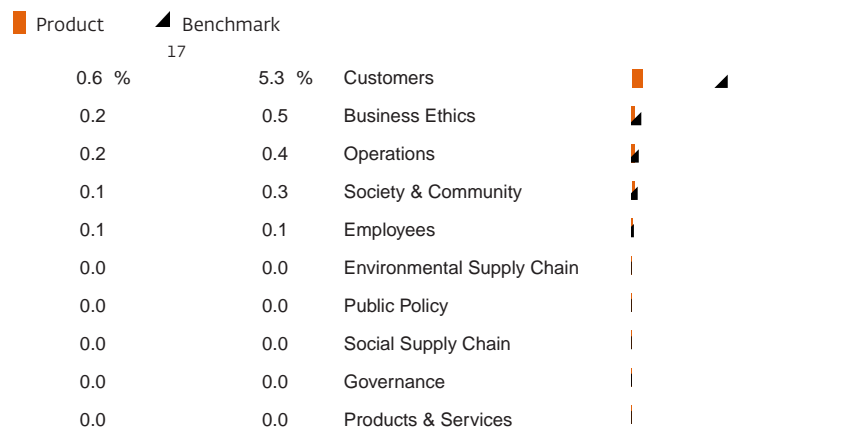 Product Benchmark
17
0.6 % 5.3 % Customers
0.2 0.5 Business Ethics
0.2 0.4 Operations
0.1 0.3 Society & Community
0.1 0.1 Employees
0.0 0.0 Environmental Supply Chain
0.0 0.0 Public Policy
0.0 0.0 Social Supply Chain
0.0 0.0 Governance
0.0 0.0 Products & Services